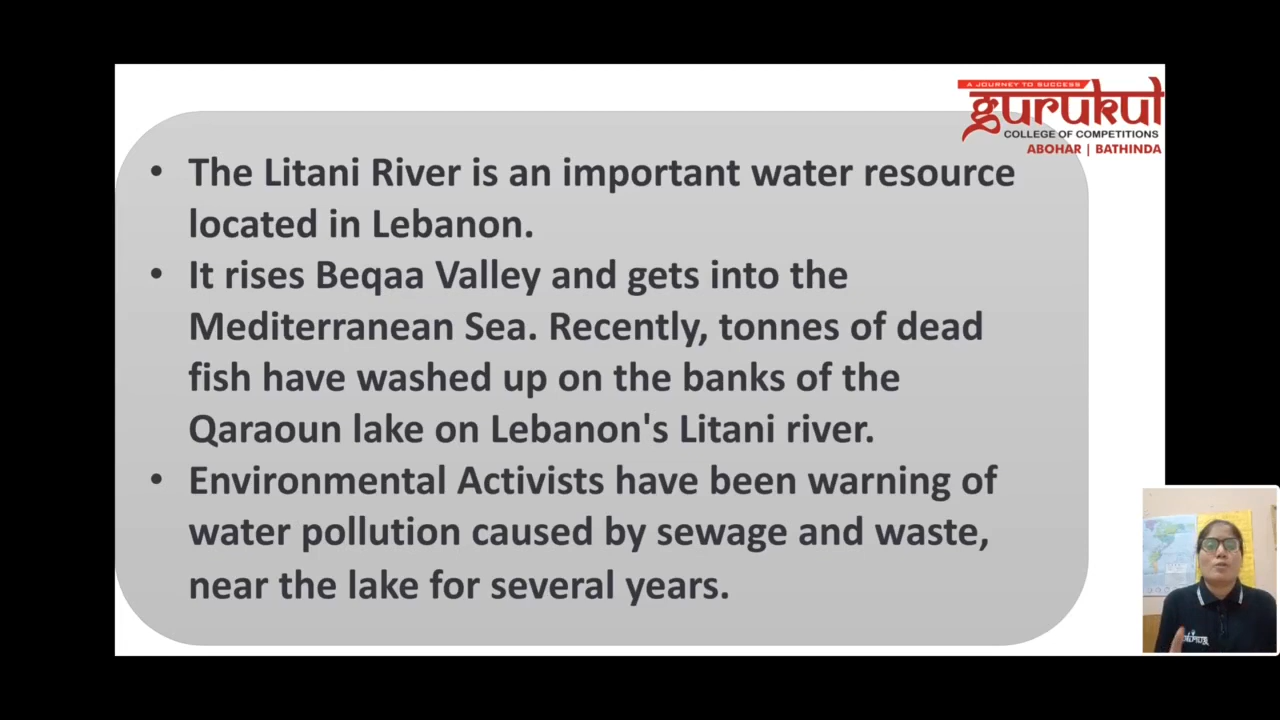 A JOURNEY TO SUCCESS
gurukul
COLLEGE OF COMPETITIONS
ABOHAR | BATHINDA
• The Litani River is an important water resource
located in Lebanon.
• It rises Beqaa Valley and gets into the
Mediterranean Sea. Recently, tonnes of dead
fish have washed up on the banks of the
Qaraoun lake on Lebanon's Litani river.
• Environmental Activists have been warning of
water pollution caused by sewage and waste,
near the lake for several years.